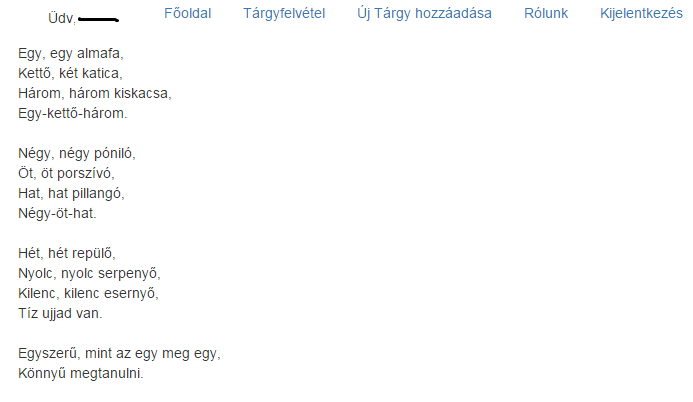 Üdv, Főoldal Tárgyfelvétel Új Tárgy hozzáadása Rólunk Kijelentkezés
Egy, egy almafa,
Kettő, két katica,
Három, három kiskacsa,
Egy-kettő-három.
Négy, négy póniló,
Öt, öt porszívó,
Hat, hat pillangó,
Négy-öt-hat.
Hét, hét repülő,
Nyolc, nyolc serpenyő,
Kilenc, kilenc esernyő,
Tíz ujjad van.
Egyszerű, mint az egy meg egy,
Könnyű megtanulni.